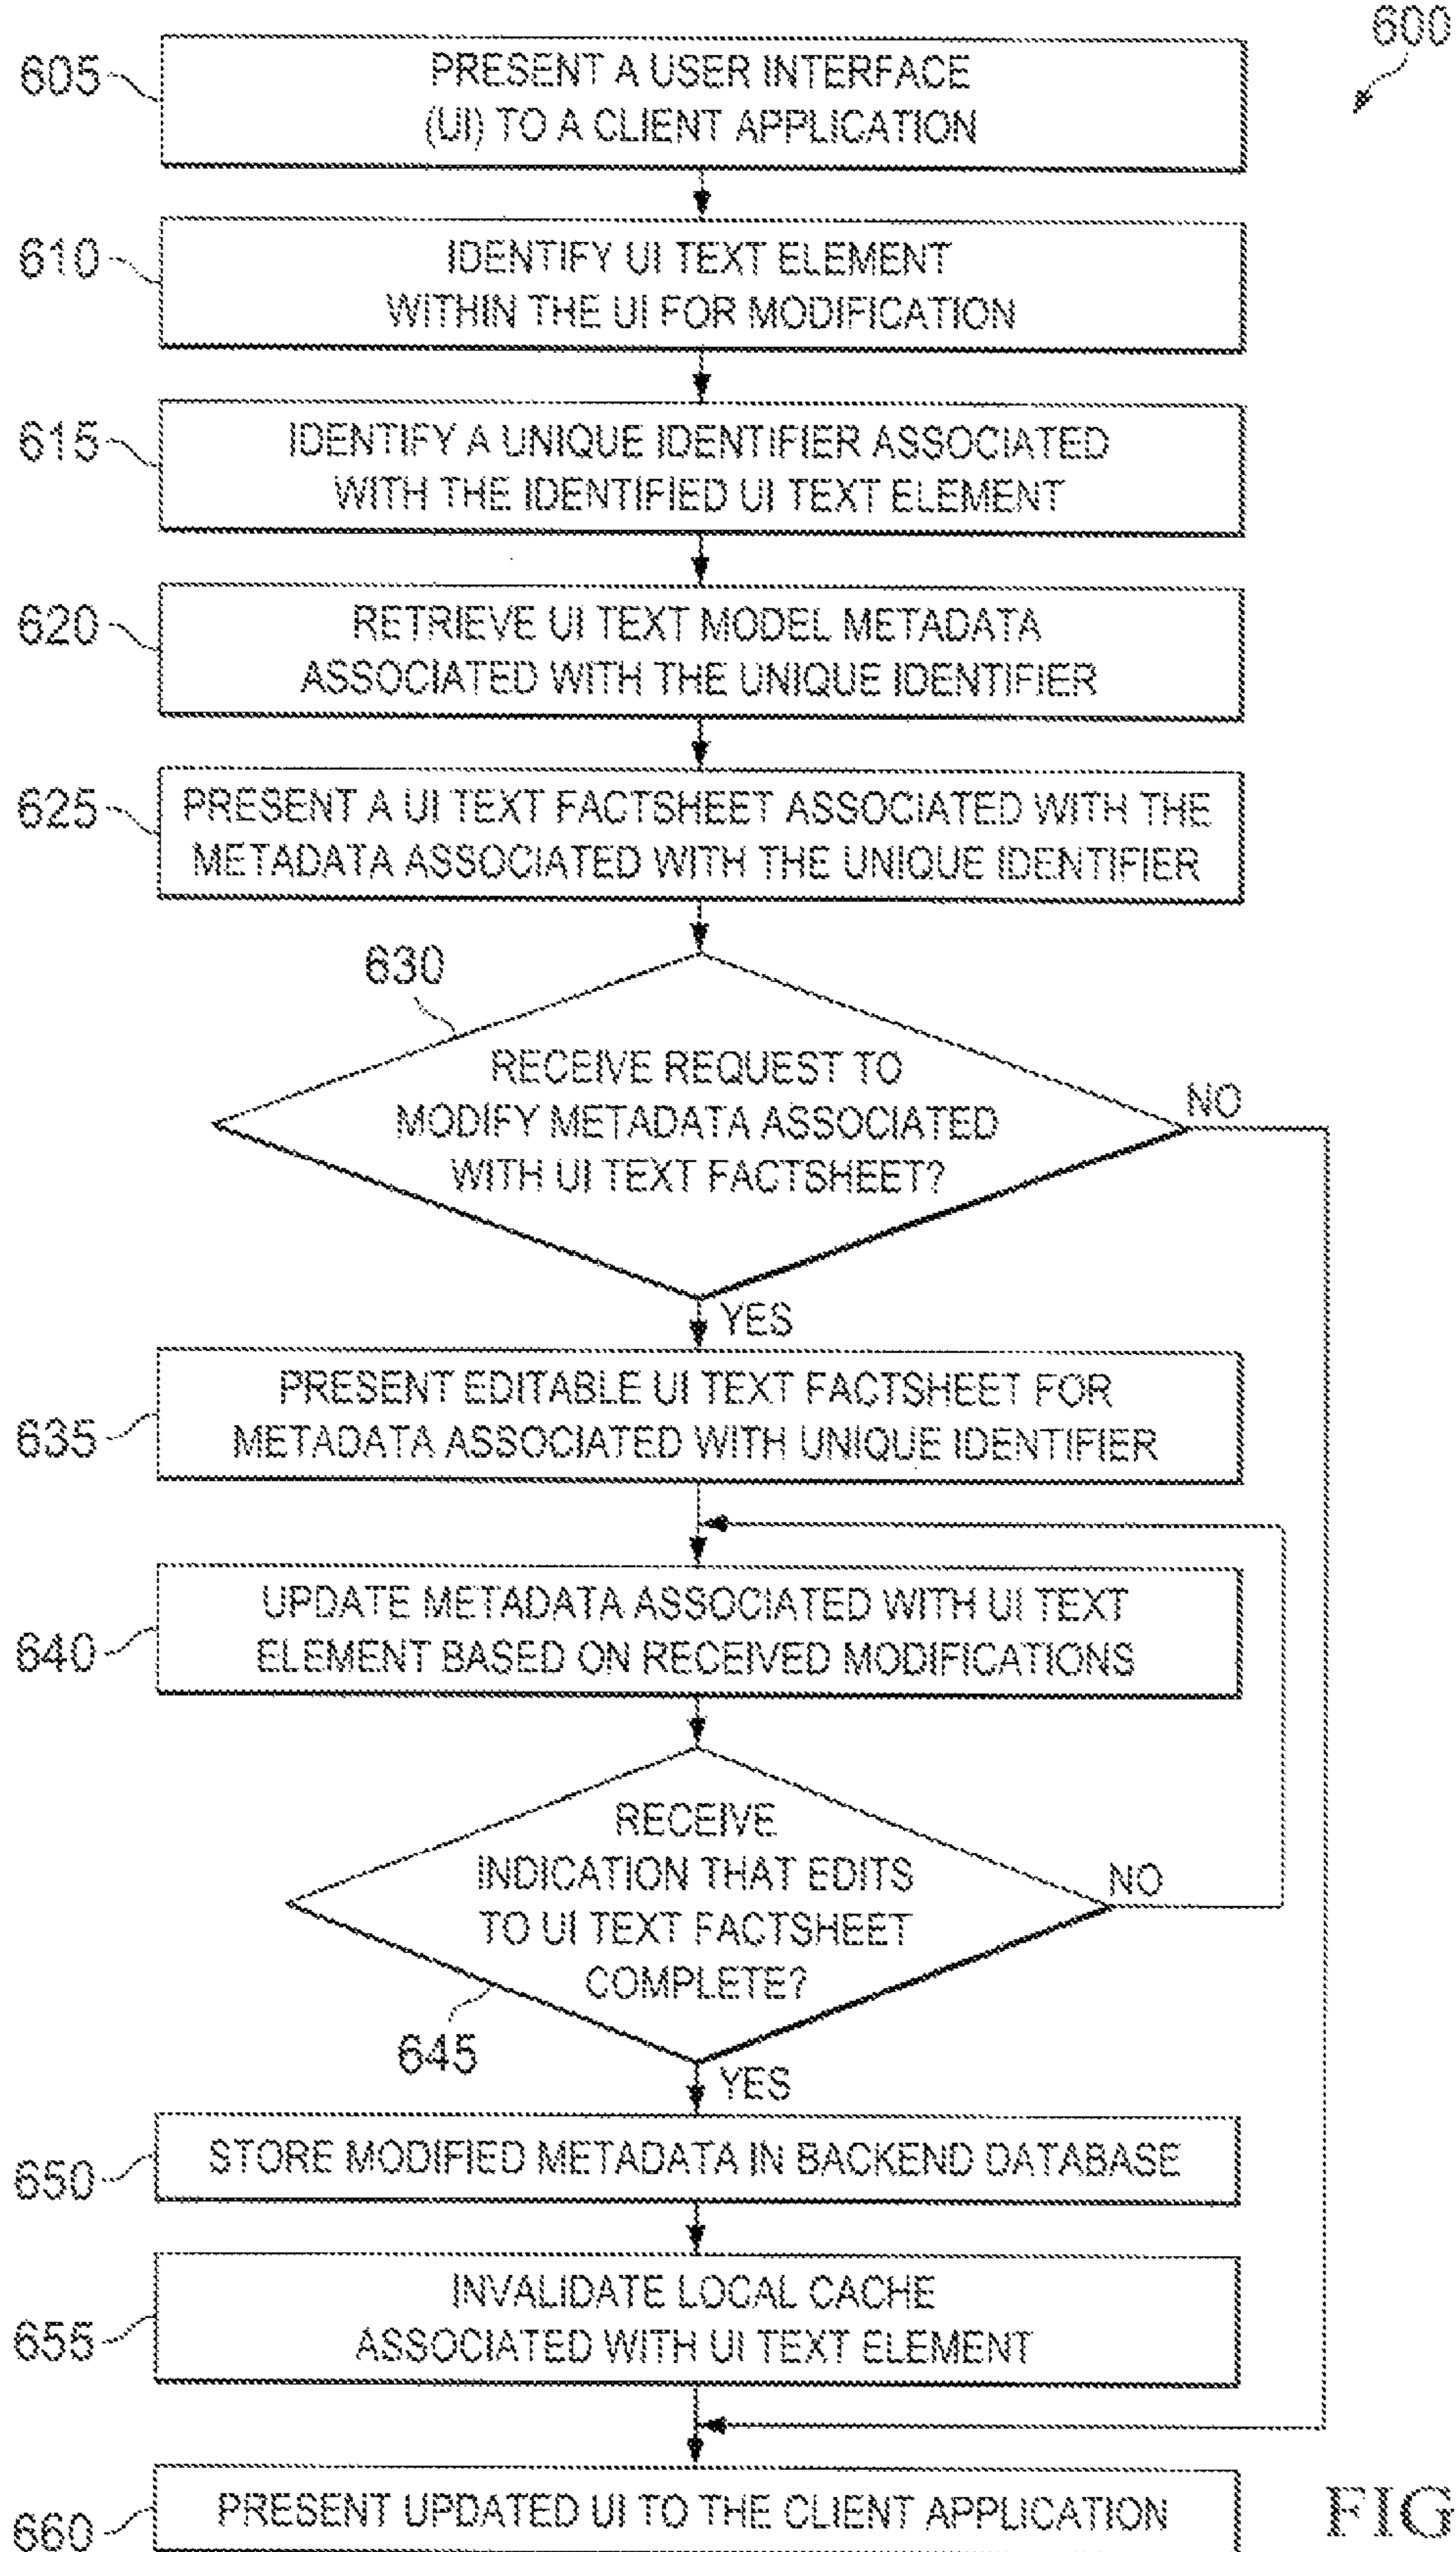 600
605
PRESENT A USER INTERFACE
(UI) TO A CLIENT APPLICATION
610
IDENTIFY UI TEXT ELEMENT
WITHIN THE UI FOR MODIFICATION
615
IDENTIFY A UNIQUE IDENTIFIER ASSOCIATED
WITH THE IDENTIFIED UI TEXT ELEMENT
620
RETRIEVE UI TEXT MODEL METADATA
ASSOCIATED WITH THE UNIQUE IDENTIFIER
625
PRESENT A UI TEXT FACTSHEET ASSOCIATED WITH THE
METADATA ASSOCIATED WITH THE UNIQUE IDENTIFIER
630
RECEIVE REQUEST TO
MODIFY METADATA ASSOCIATED
WITH UI TEXT FACTSHEET?
NO
YES
635
PRESENT EDITABLE UI TEXT FACTSHEET FOR
METADATA ASSOCIATED WITH UNIQUE IDENTIFIER
640
UPDATE METADATA ASSOCIATED WITH UI TEXT
ELEMENT BASED ON RECEIVED MODIFICATIONS
RECEIVE
INDICATION THAT EDITS
TO UI TEXT FACTSHEET
COMPLETE?
NO
645
YES
650
STORE MODIFIED METADATA IN BACKEND DATABASE
655
INVALIDATE LOCAL CACHE
ASSOCIATED WITH UI TEXT ELEMENT
660
PRESENT UPDATED UI TO THE CLIENT APPLICATION
FIG